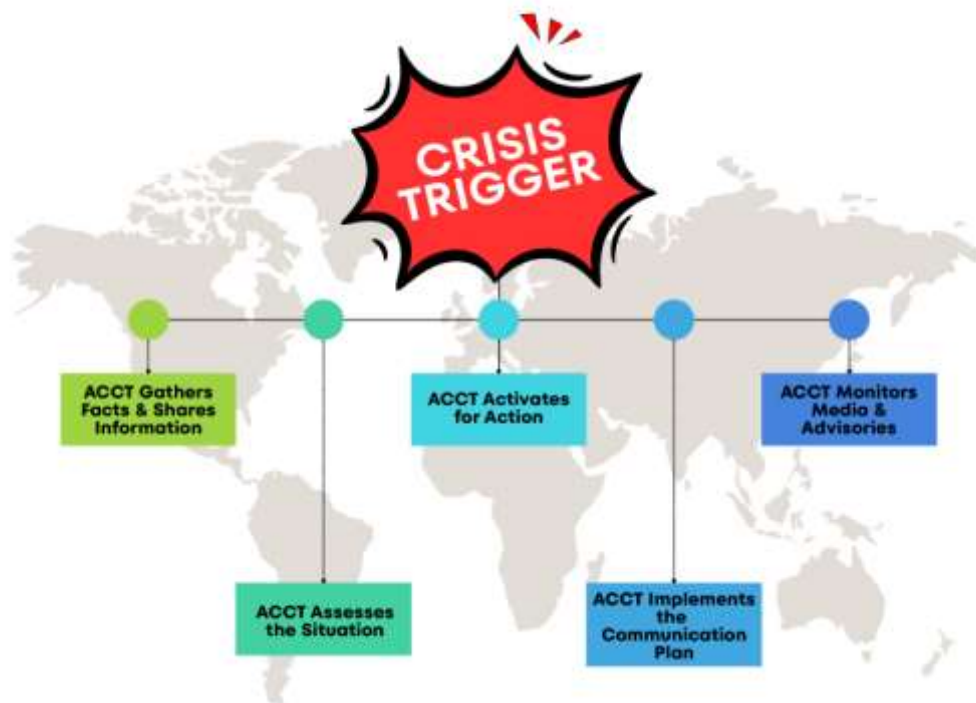 CRISIS
TRIGGER
ACCT Gathers
Facts & Shares
Information
ACCT Assesses
the Situation
ACCT Activates
for Action
ACCT Implements
the
Communication
Plan
ACCT Monitors
Media &
Advisories